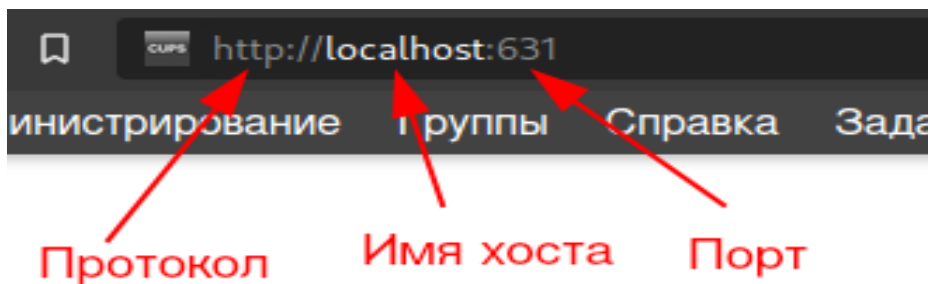 CUPS http://localhost:631
инистрирование Группы Справка Зада
Протокол Имя хоста Порт